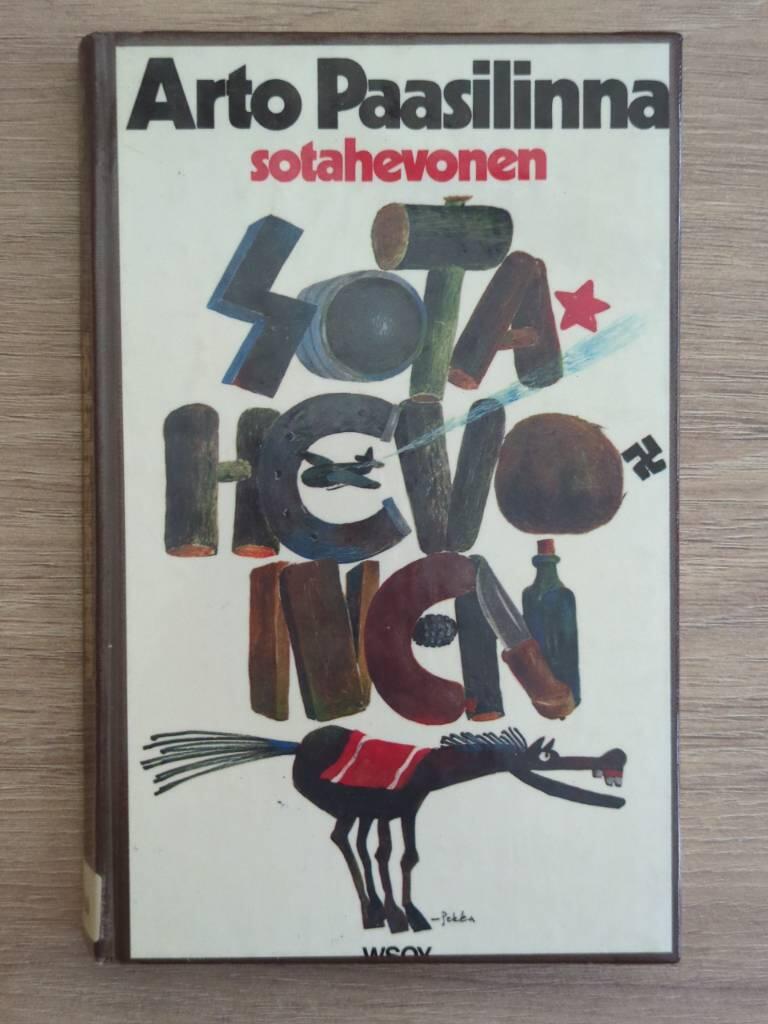 Arto Paasilinna
sotahevonen
SOTA
HEVO
NEN
Pekka
WSOY